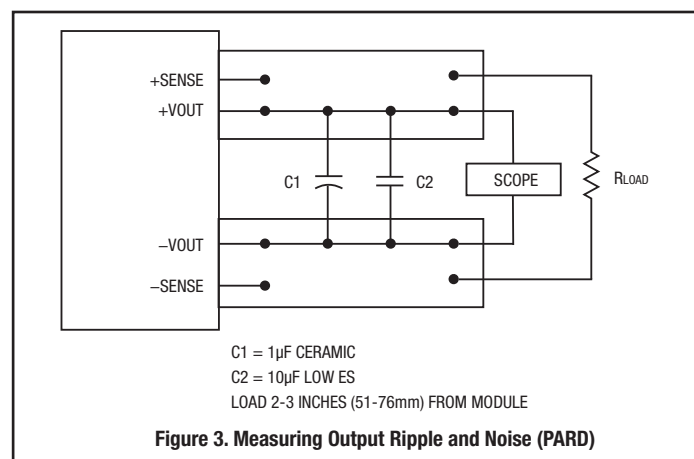 +SENSE
+VOUT
C1
C2
SCOPE
RLOAD
−VOUT
−SENSE
C1 = 1µF CERAMIC
C2 = 10µF LOW ES
LOAD 2-3 INCHES (51-76mm) FROM MODULE
Figure 3. Measuring Output Ripple and Noise (PARD)